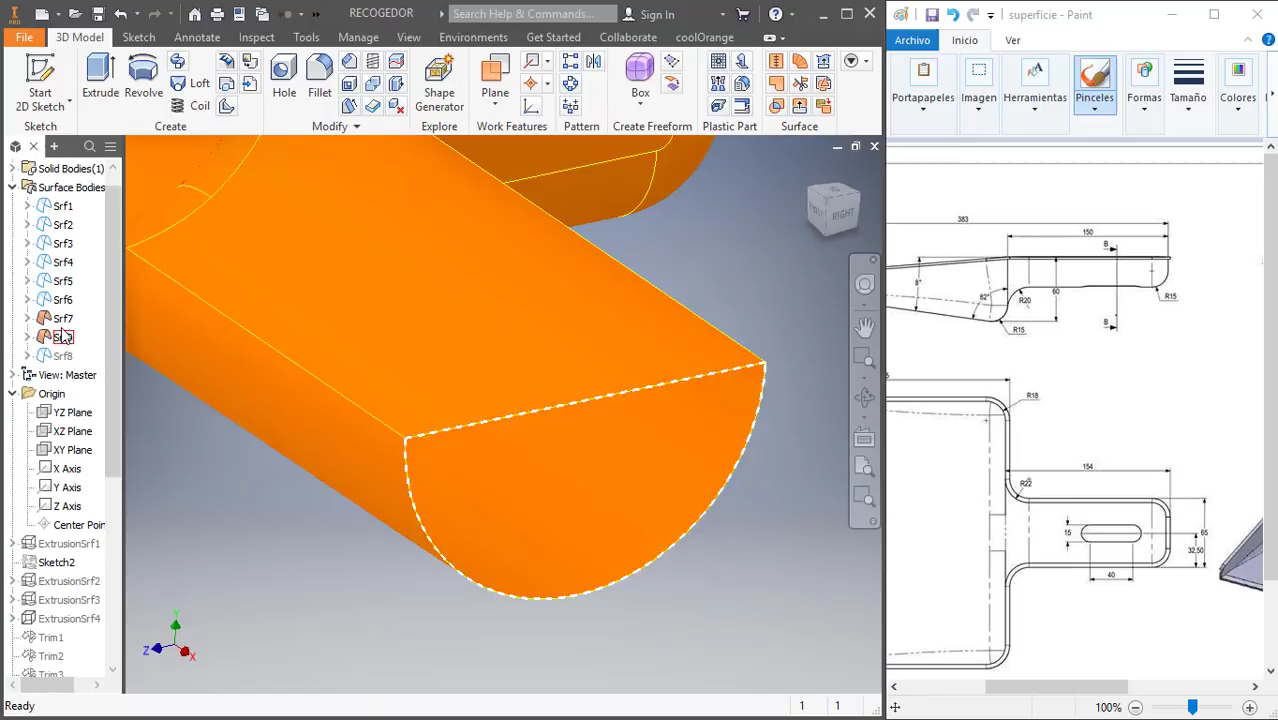 PRO
RECOGEDOR
Search Help & Commands...
Sign In
File
3D Model
Sketch
Annotate
Inspect
Tools
Manage
View
Environments
Get Started
Collaborate
coolOrange
Start
2D Sketch
Extrude
Revolve
Loft
Coil
Hole
Fillet
Shape
Generator
Plane
Box
Sketch
Create
Modify
Explore
Work Features
Pattern
Create Freeform
Plastic Part
Surface
Solid Bodies(1)
Surface Bodies
Srf1
Srf2
Srf3
Srf4
Srf5
Srf6
Srf7
Srf8
View: Master
Origin
YZ Plane
XZ Plane
XY Plane
X Axis
Y Axis
Z Axis
Center Poin
ExtrusionSrf1
Sketch2
ExtrusionSrf2
ExtrusionSrf3
ExtrusionSrf4
Trim1
Trim2
Trim3
RIGHT
Y
Z
X
Ready
1
1
superficie - Paint
Archivo
Inicio
Ver
Portapapeles
Imagen
Herramientas
Pinceles
Formas
Tamaño
Colores
383
150
B
8°
82°
R20
60
R15
R15
B
R18
154
R22
15
65
32,50
40
100%